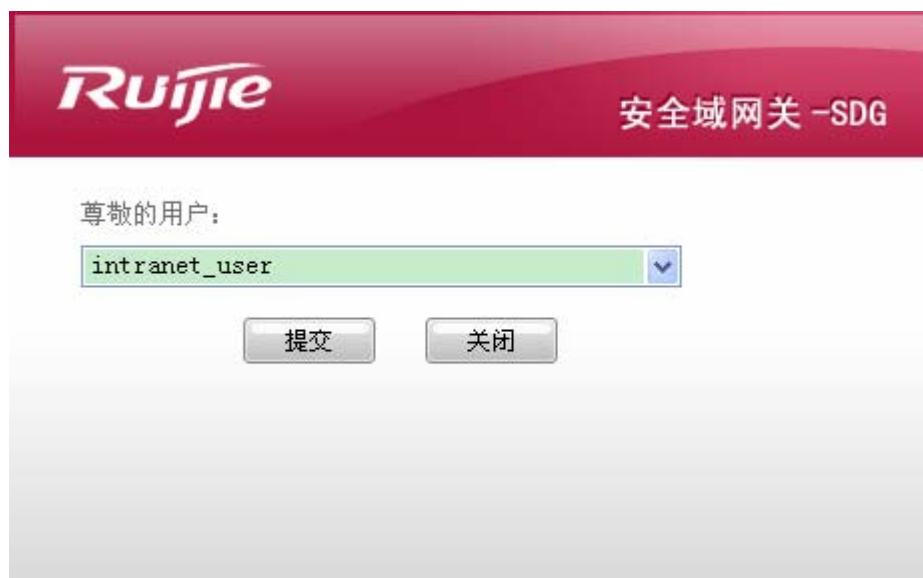 Ruijie
安全域网关-SDG
尊敬的用户：
intranet_user
提交 关闭